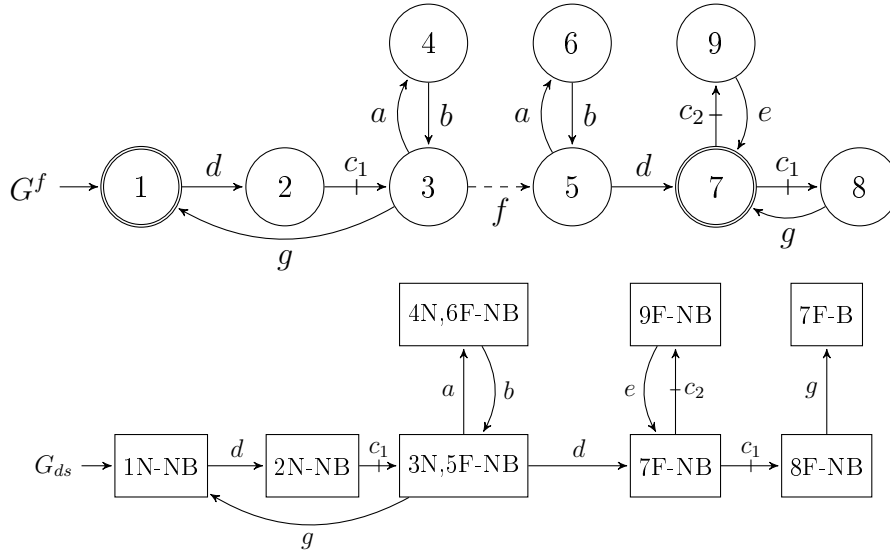 4 6 9
a b a b c₂ e
G^f 1 d 2 c₁ 3 f 5 d 7 c₁ 8
g g
4N,6F-NB 9F-NB 7F-B
a b e c₂ g
G_ds 1N-NB d 2N-NB c₁ 3N,5F-NB d 7F-NB c₁ 8F-NB
g